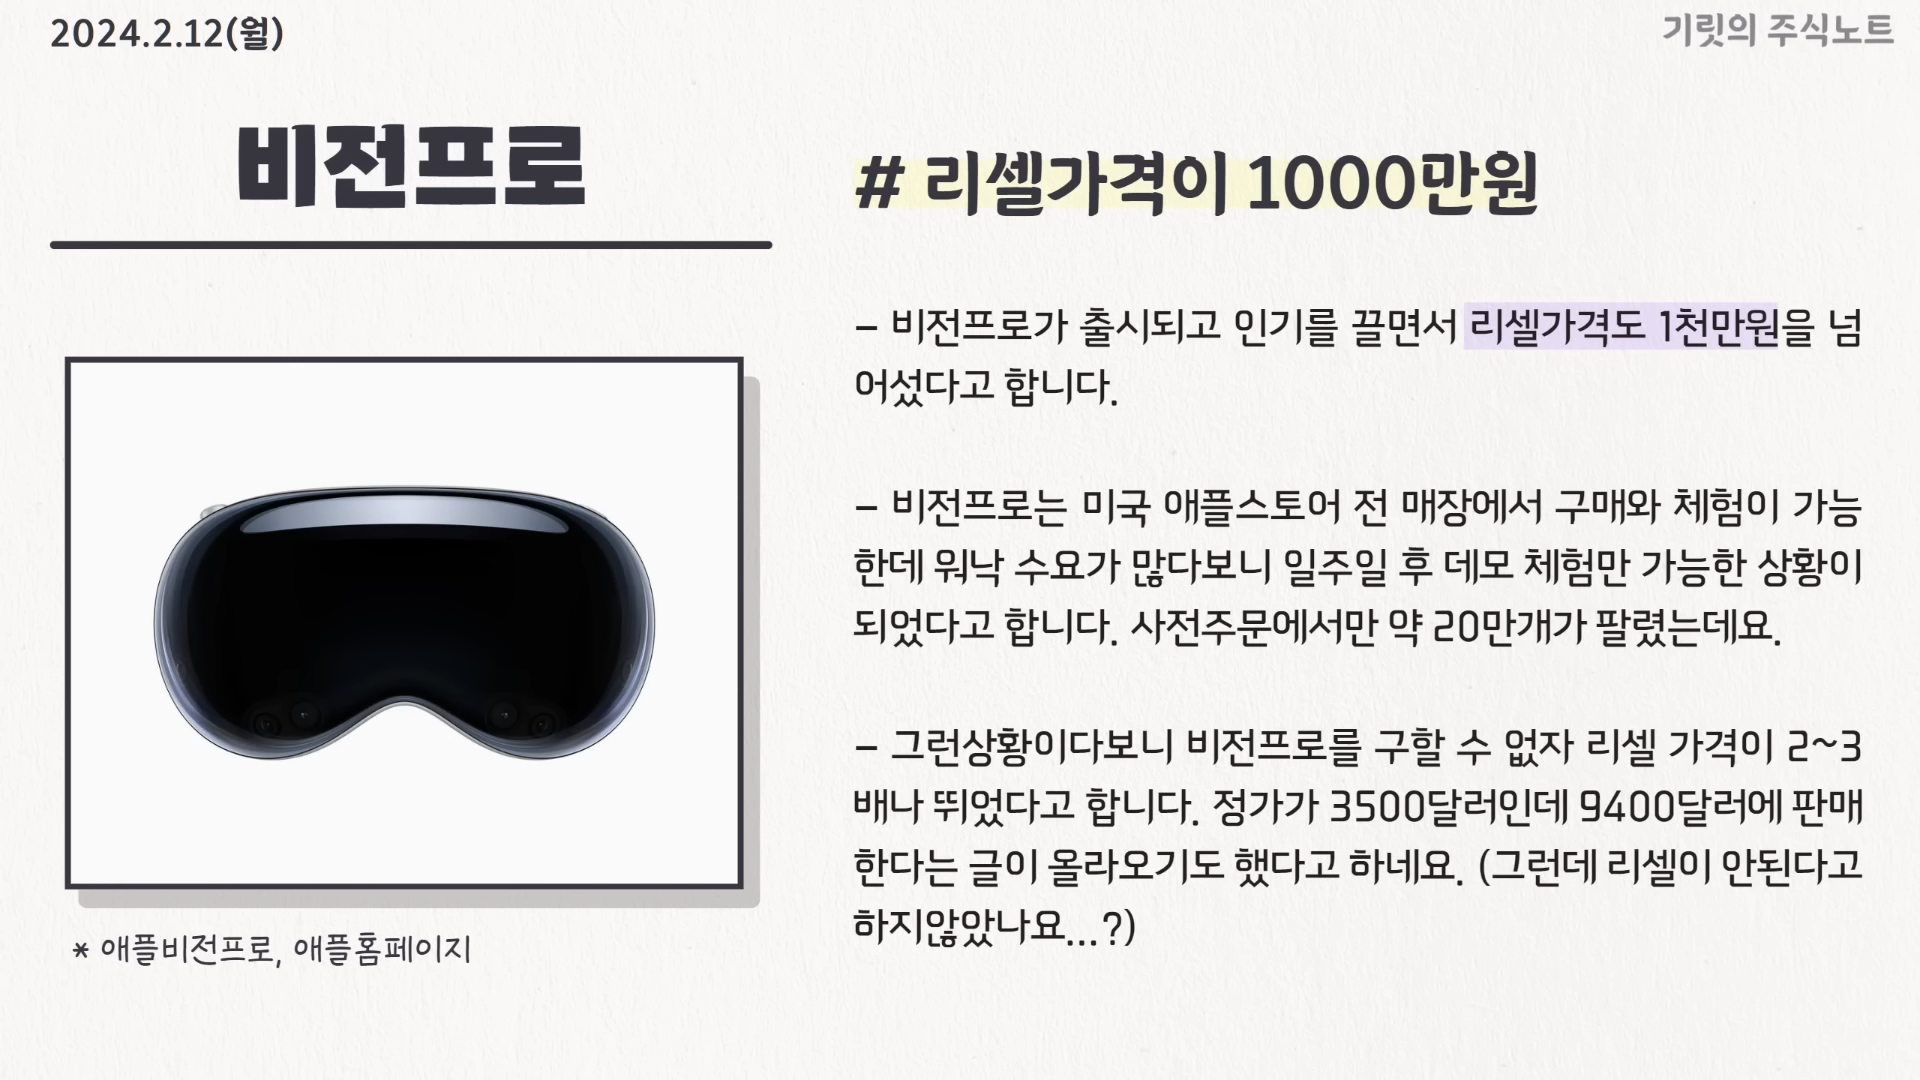 2024.2.12(월)
기릿의 주식노트
비전프로
# 리셀가격이 1000만원
- 비전프로가 출시되고 인기를 끌면서 리셀가격도 1천만원을 넘
어섰다고 합니다.
- 비전프로는 미국 애플스토어 전 매장에서 구매와 체험이 가능
한데 워낙 수요가 많다보니 일주일 후 데모 체험만 가능한 상황이
되었다고 합니다. 사전주문에서만 약 20만개가 팔렸는데요.
- 그런상황이다보니 비전프로를 구할 수 없자 리셀 가격이 2~3
배나 뛰었다고 합니다. 정가가 3500달러인데 9400달러에 판매
한다는 글이 올라오기도 했다고 하네요. (그런데 리셀이 안된다고
하지않았나요...?)
* 애플비전프로, 애플홈페이지